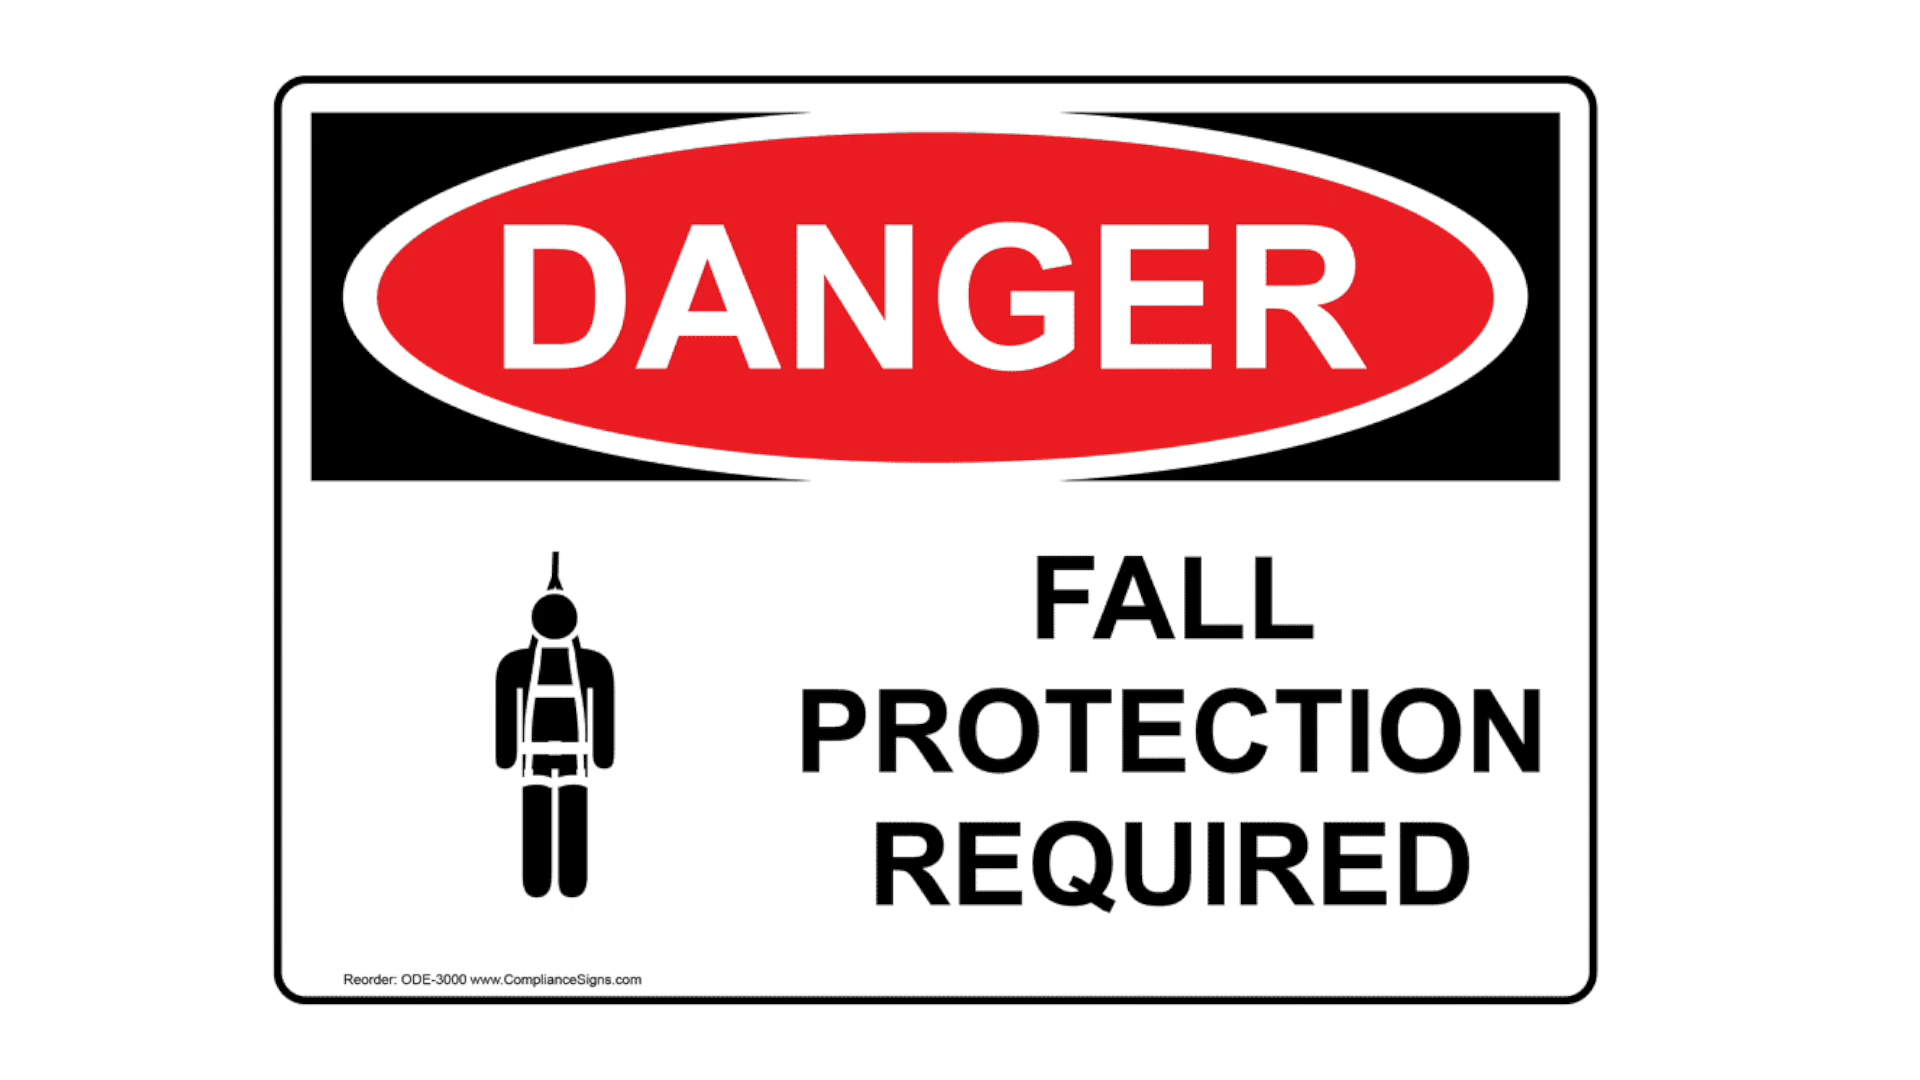 DANGER
FALL
PROTECTION
REQUIRED
Reorder: ODE-3000 www.ComplianceSigns.com